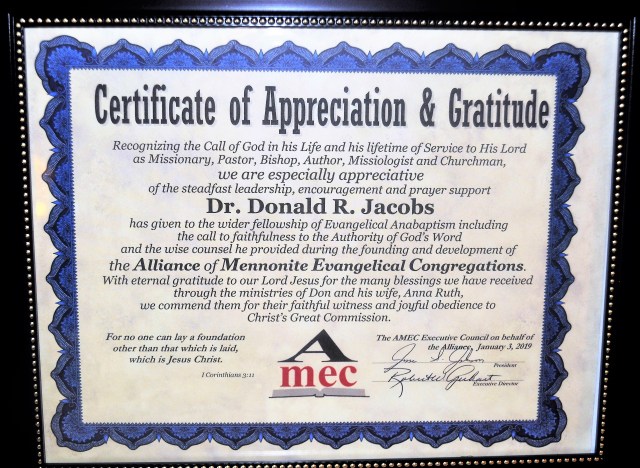 Certificate of Appreciation & Gratitude
Recognizing the Call of God in his Life and his lifetime of Service to His Lord
as Missionary, Pastor, Bishop, Author, Missiologist and Churchman,
we are especially appreciative
of the steadfast leadership, encouragement and prayer support
Dr. Donald R. Jacobs
has given to the wider fellowship of Evangelical Anabaptism including
the call to faithfulness to the Authority of God's Word
and the wise counsel he provided during the founding and development of
the Alliance of Mennonite Evangelical Congregations.
With eternal gratitude to our Lord Jesus for the many blessings we have received
through the ministries of Don and his wife, Anna Ruth,
we commend them for their faithful witness and joyful obedience to
Christ's Great Commission.
For no one can lay a foundation
other than that which is laid,
which is Jesus Christ.
1 Corinthians 3:11
A
mec
The AMEC Executive Council on behalf of
the Alliance, January 3, 2019
President
Executive Director